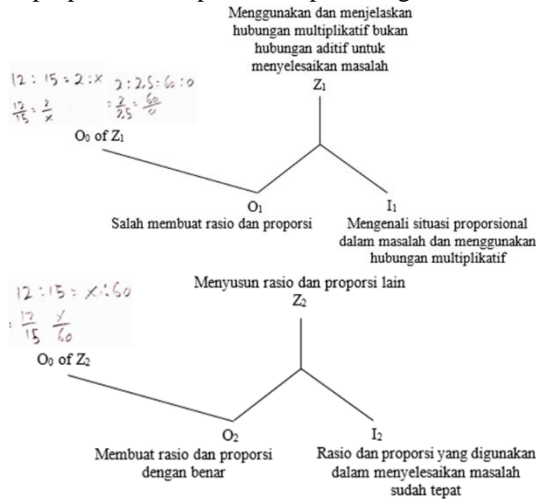 Menggunakan dan menjelaskan
hubungan multiplikatif bukan
hubungan aditif untuk
menyelesaikan masalah
Z₁
12 : 15 = 2 : x 2 : 2,5 = 60 : 0
12/15 = 2/x = 2/2,5 = 60/0
O₀ of Z₁
O₁
Salah membuat rasio dan proporsi
I₁
Mengenali situasi proporsional
dalam masalah dan menggunakan
hubungan multiplikatif
Menyusun rasio dan proporsi lain
Z₂
12 : 15 = x : 60
= 12/15 x/60
O₀ of Z₂
O₂
Membuat rasio dan proporsi
dengan benar
I₂
Rasio dan proporsi yang digunakan
dalam menyelesaikan masalah
sudah tepat